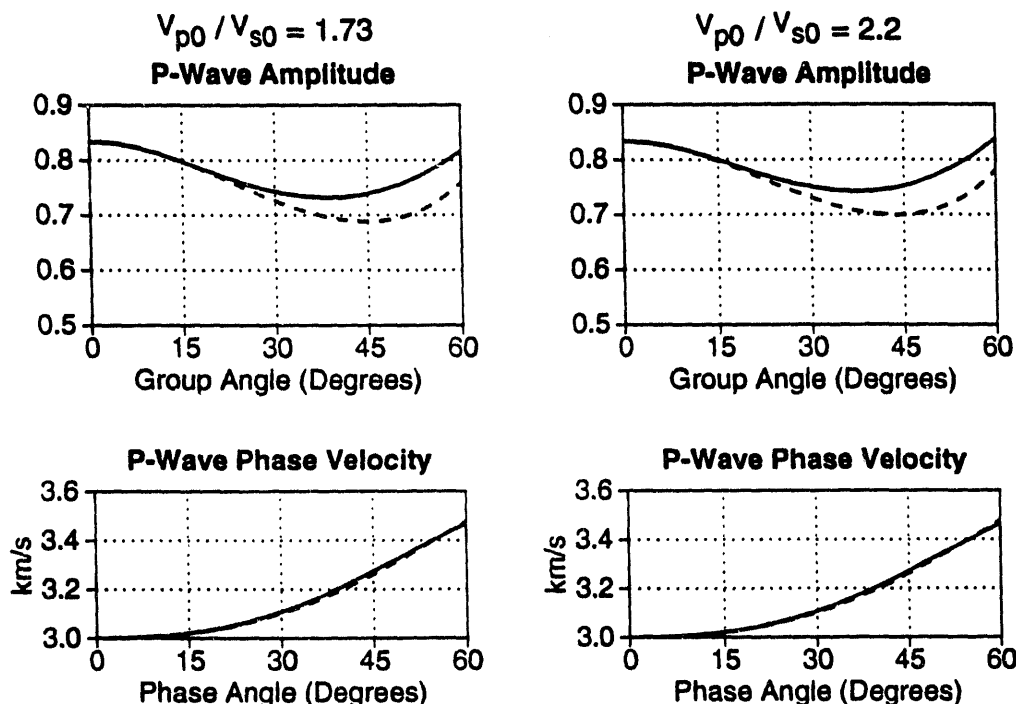 Vp0 / Vs0 = 1.73
P-Wave Amplitude
0.9
0.8
0.7
0.6
0.5
0 15 30 45 60
Group Angle (Degrees)
Vp0 / Vs0 = 2.2
P-Wave Amplitude
0.9
0.8
0.7
0.6
0.5
0 15 30 45 60
Group Angle (Degrees)
P-Wave Phase Velocity
km/s
3.6
3.4
3.2
3.0
0 15 30 45 60
Phase Angle (Degrees)
P-Wave Phase Velocity
km/s
3.6
3.4
3.2
3.0
0 15 30 45 60
Phase Angle (Degrees)